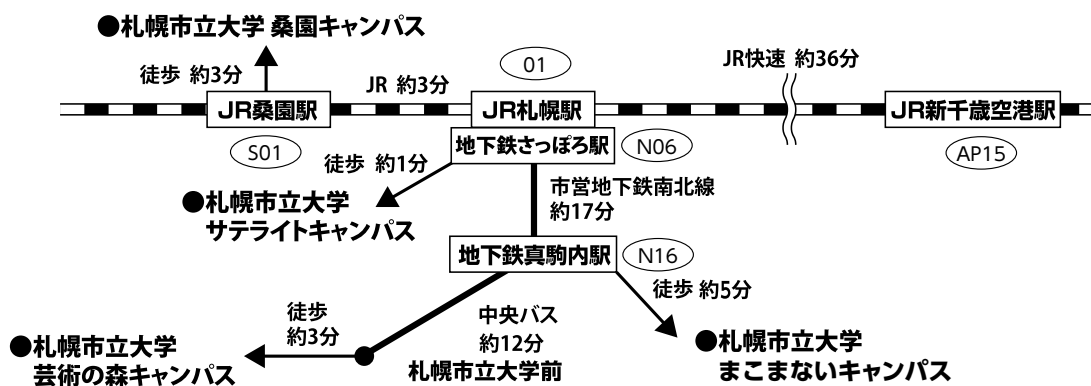 ●札幌市立大学 桑園キャンパス
徒歩 約3分
JR 約3分
01
JR快速 約36分
JR桑園駅
JR札幌駅
JR新千歳空港駅
S01
地下鉄さっぽろ駅
N06
AP15
徒歩 約1分
●札幌市立大学
サテライトキャンパス
市営地下鉄南北線
約17分
地下鉄真駒内駅
N16
徒歩 約5分
徒歩
約3分
中央バス
約12分
札幌市立大学前
●札幌市立大学
芸術の森キャンパス
●札幌市立大学
まこまないキャンパス